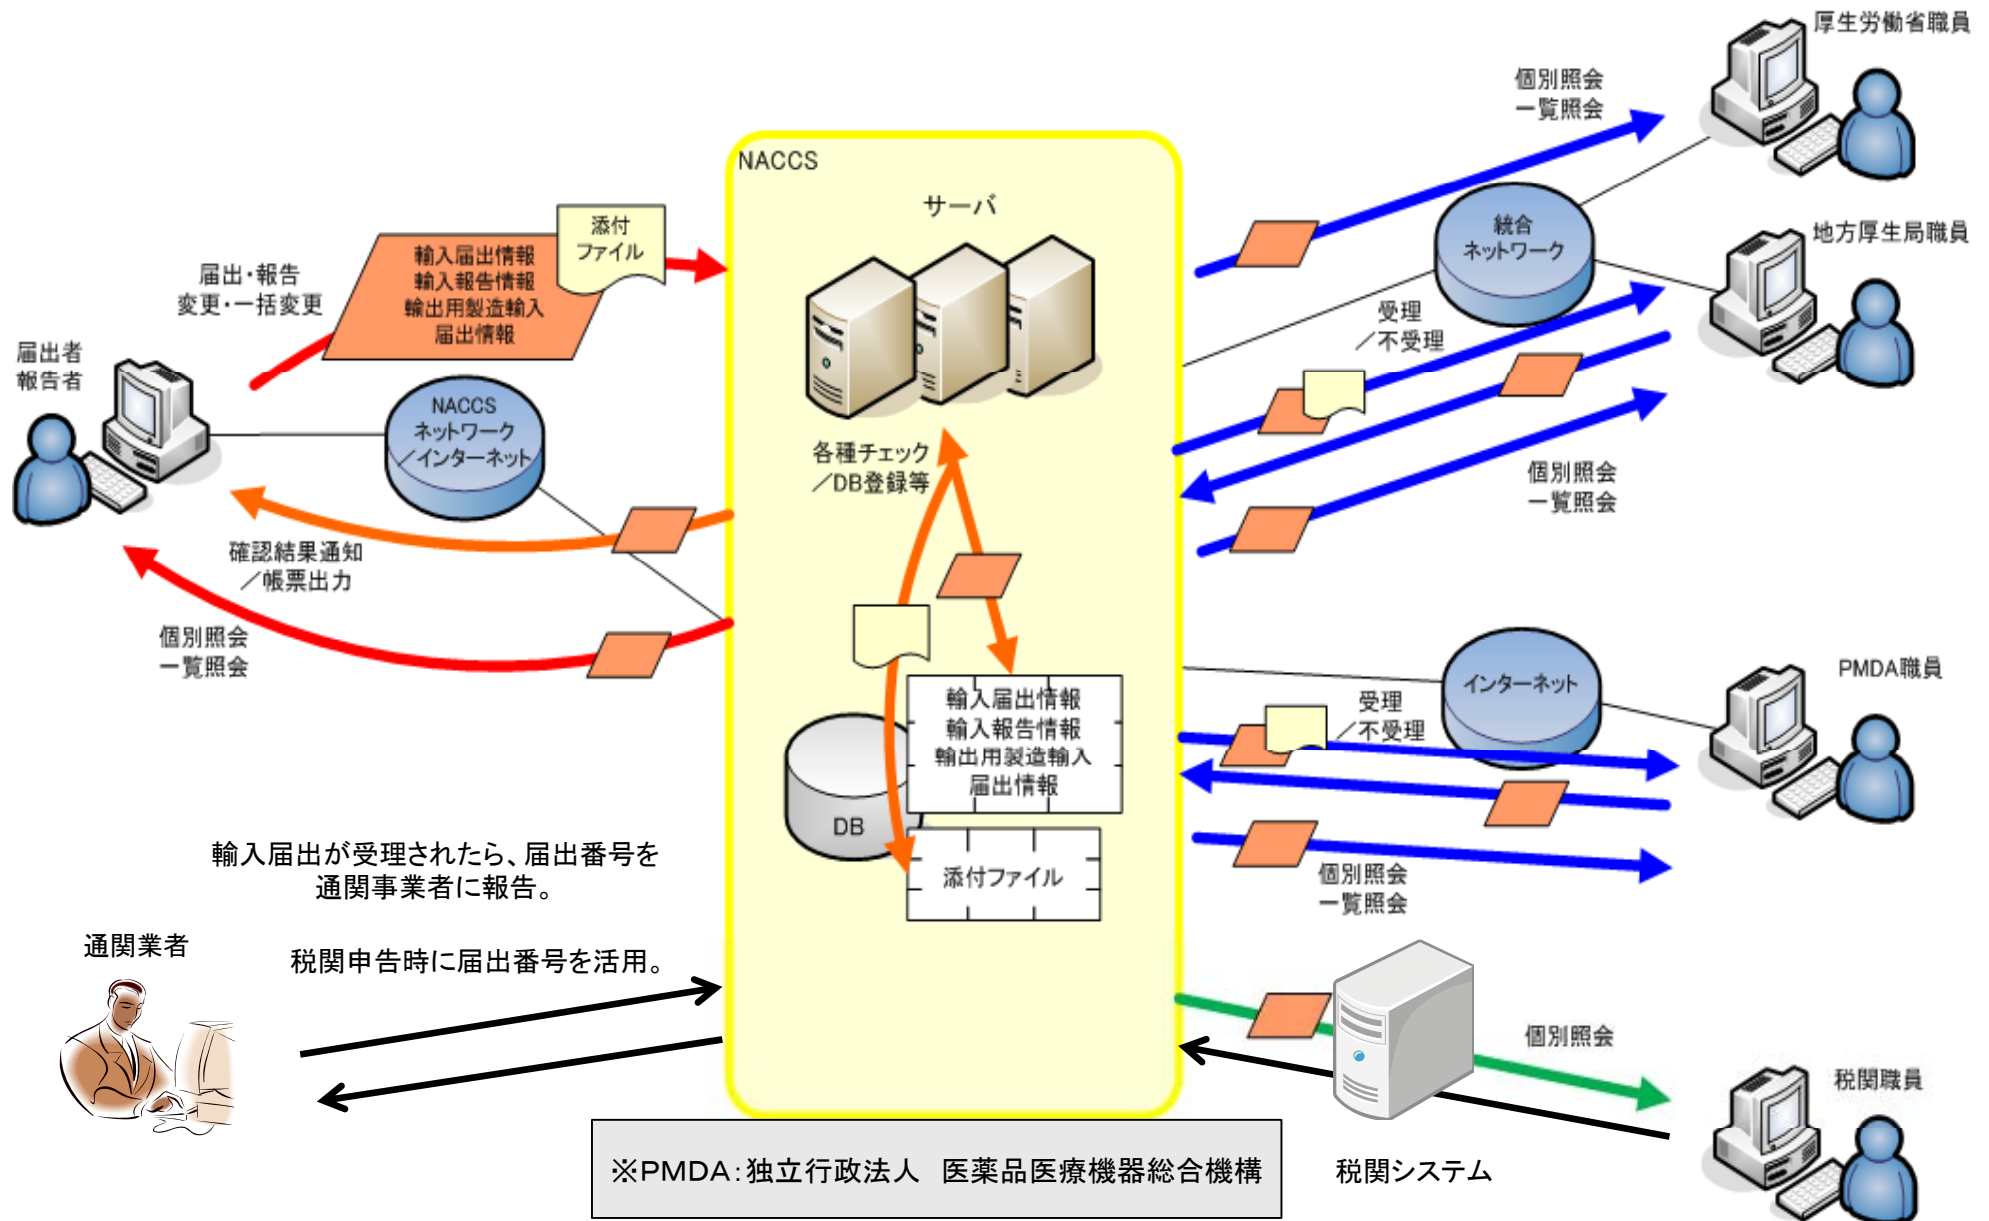 厚生労働省職員
個別照会
一覧照会
NACCS
サーバ
添付
ファイル
輸入届出情報
輸入報告情報
輸出用製造輸入
届出情報
届出・報告
変更・一括変更
統合
ネットワーク
地方厚生局職員
受理
／不受理
届出者
報告者
NACCS
ネットワーク
／インターネット
各種チェック
／DB登録等
個別照会
一覧照会
確認結果通知
／帳票出力
個別照会
一覧照会
インターネット
PMDA職員
受理
／不受理
輸入届出情報
輸入報告情報
輸出用製造輸入
届出情報
DB
添付ファイル
個別照会
一覧照会
輸入届出が受理されたら、届出番号を
通関事業者に報告。
通関業者
税関申告時に届出番号を活用。
個別照会
税関職員
税関システム
※ＰＭＤＡ：独立行政法人　医薬品医療機器総合機構